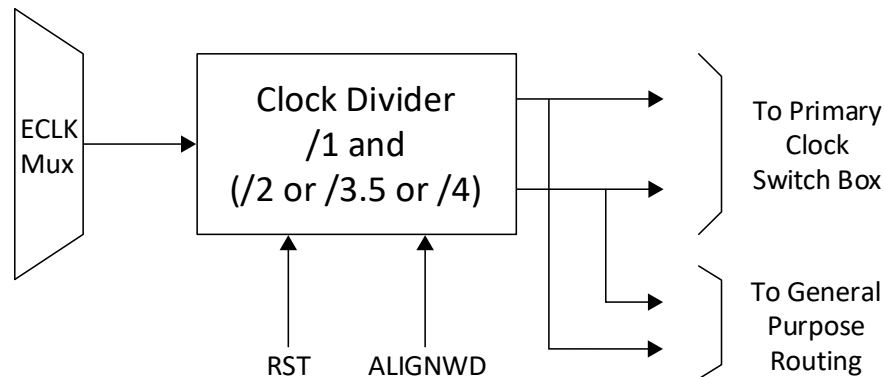 ECLK
Mux
Clock Divider
/1 and
(/2 or /3.5 or /4)
To Primary
Clock
Switch Box
To General
Purpose
Routing
RST
ALIGNWD